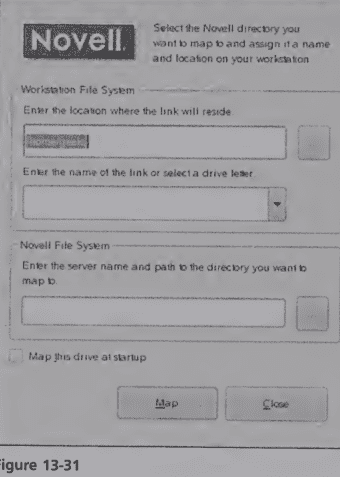 Novell.
Select the Novell directory you
want to map to and assign it a name
and location on your workstation
Workstation File System
Enter the location where the link will reside.
Enter the name of the link or select a drive letter.
Novell File System
Enter the server name and path to the directory you want to
map to.
Map this drive at startup
Map
Close
igure 13-31